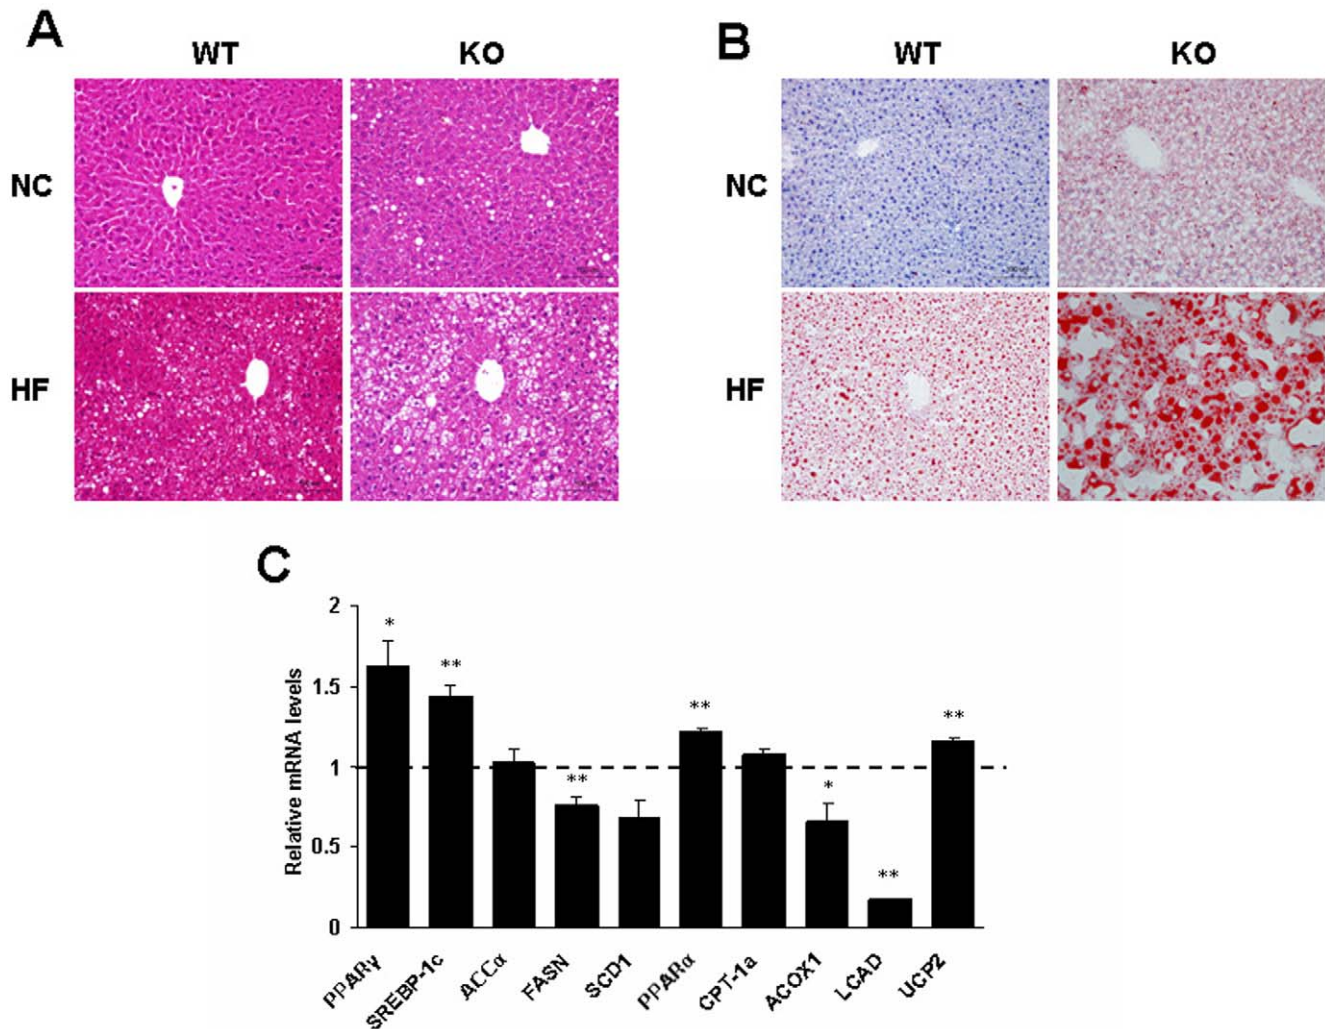 A
WT KO
NC
HF
B
WT KO
NC
HF
C
Relative mRNA levels
2
1.5
1
0.5
0
*
**
**
**
*
**
**
PPARγ
SREBP-1c
ACCα
FASN
SCD1
PPARα
CPT-1a
ACOX1
LCAD
UCP2